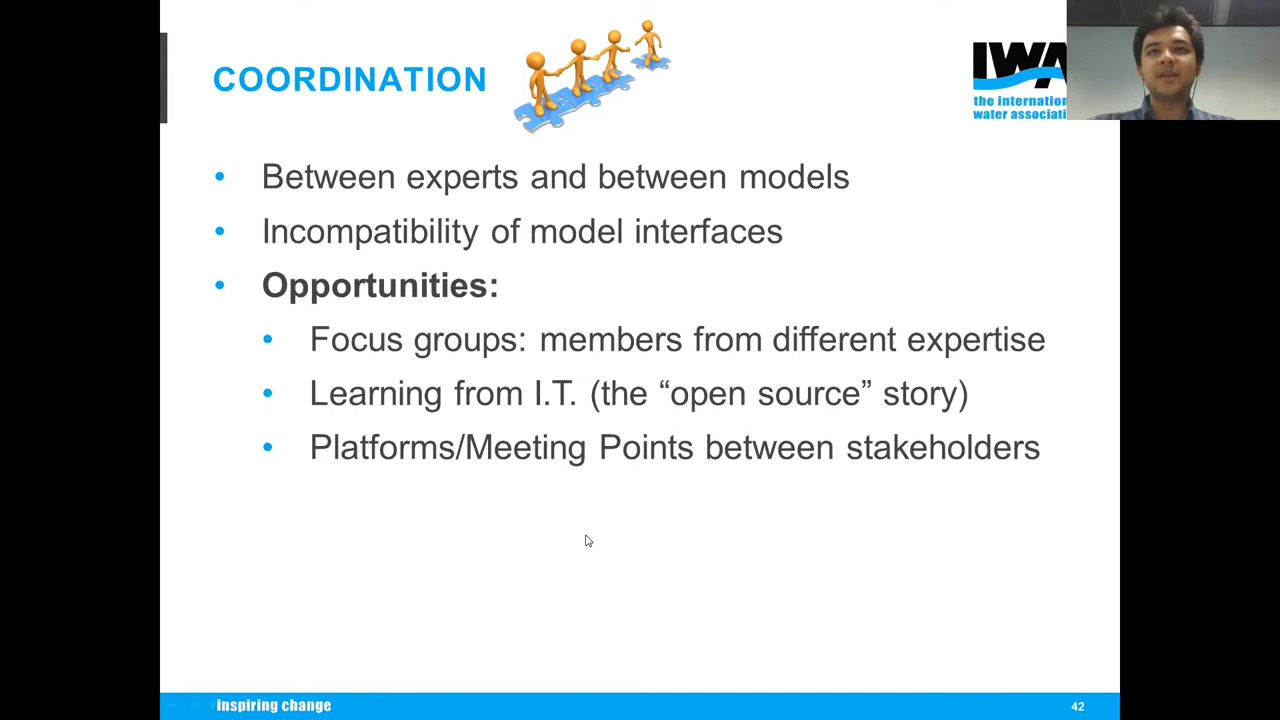 COORDINATION
IWA
the internation
water associati
• Between experts and between models
• Incompatibility of model interfaces
• Opportunities:
• Focus groups: members from different expertise
• Learning from I.T. (the “open source” story)
• Platforms/Meeting Points between stakeholders
inspiring change
42